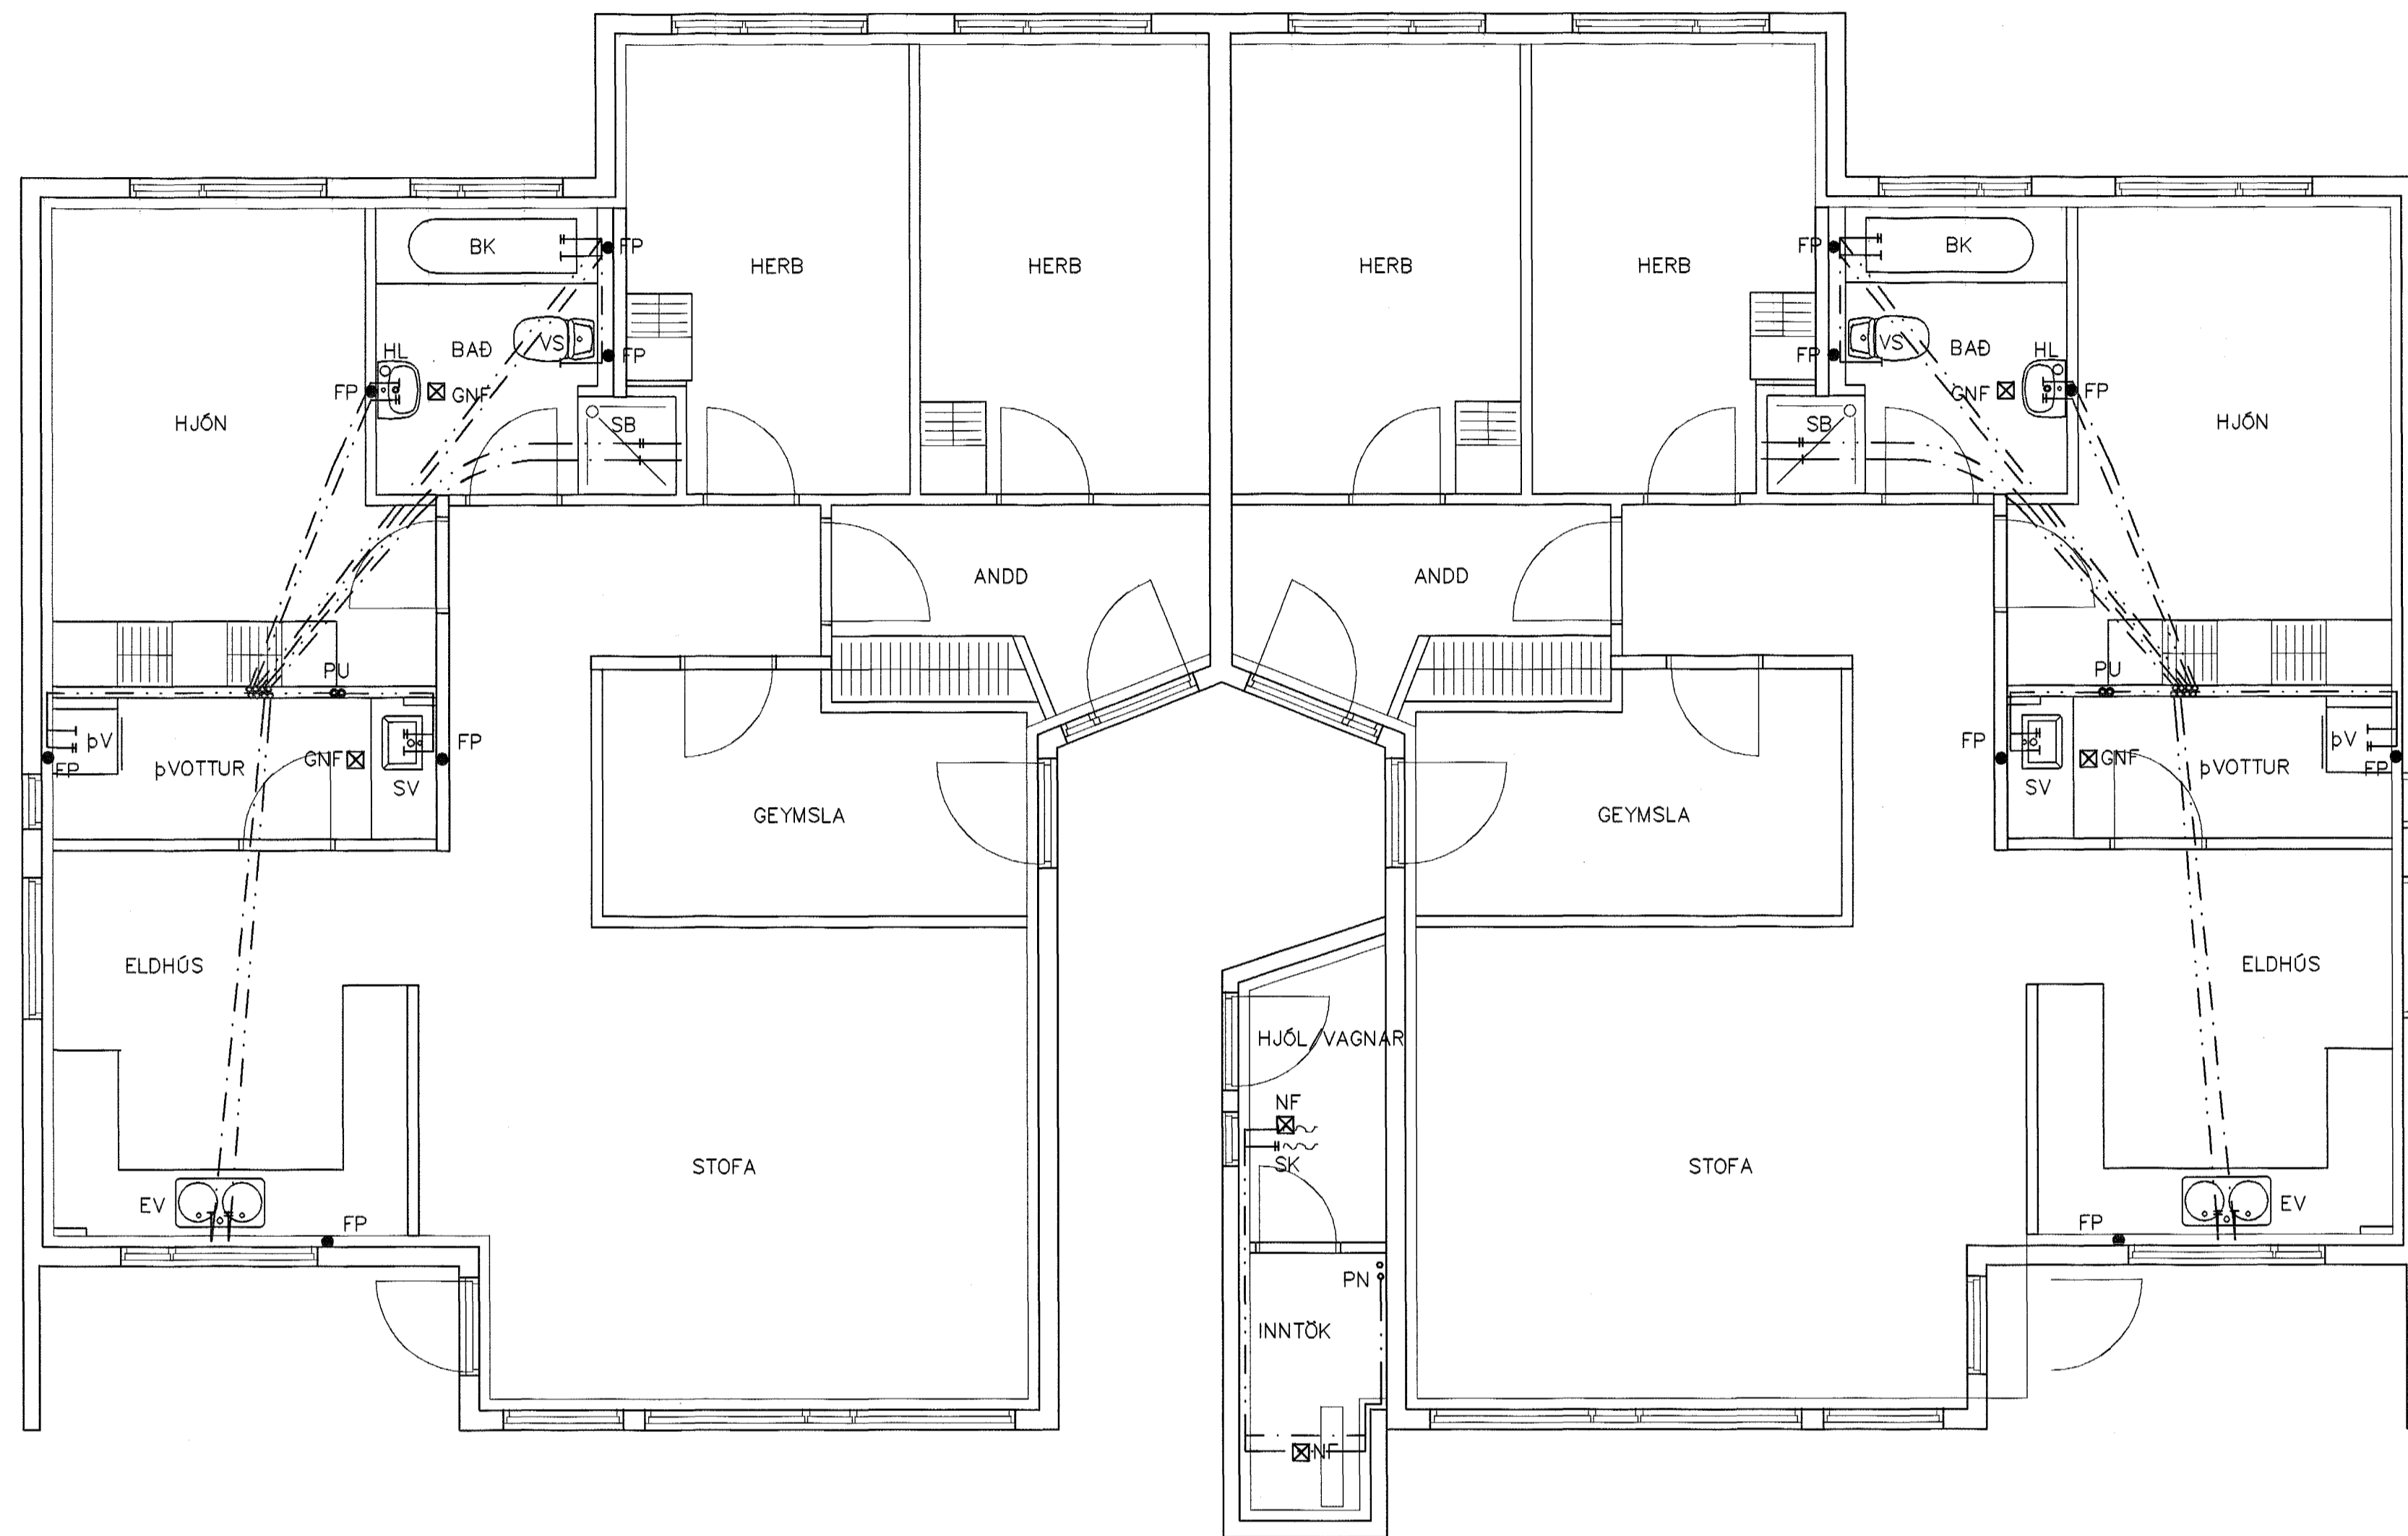 BK
FP
HERB
HERB
HERB
HERB
FP
BK
HL
BAÐ
VS
FP
FP
VS
BAÐ
HL
FP
GNF
GNF
FP
HJÓN
SB
SB
HJÓN
ANDD
ANDD
PU
PU
þV
FP
FP
þV
FP
þVOTTUR
GNF
SV
SV
GNF
þVOTTUR
FP
GEYMSLA
GEYMSLA
ELDHÚS
ELDHÚS
HJÓL/VAGNAR
NF
SK
STOFA
STOFA
EV
FP
FP
EV
PN
INNTÖK
NF